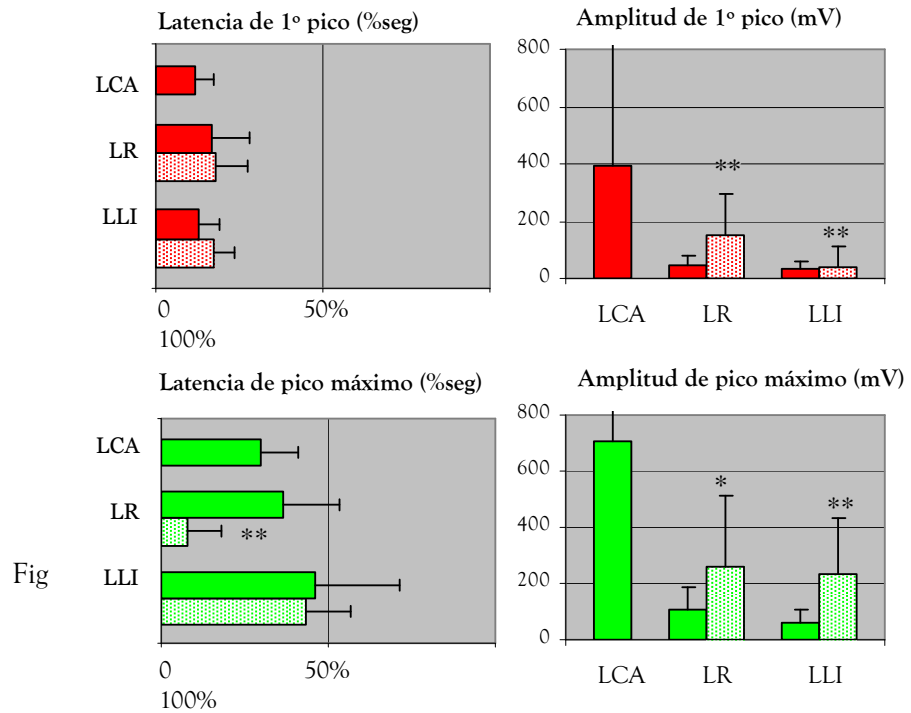 Latencia de 1º pico (%seg)
LCA
LR
LLI
0 50%
100%
Amplitud de 1º pico (mV)
800
600
400
200
0
**
**
LCA LR LLI
Latencia de pico máximo (%seg)
LCA
LR
**
LLI
0 50%
100%
Amplitud de pico máximo (mV)
800
600
400
200
0
*
**
LCA LR LLI
Fig